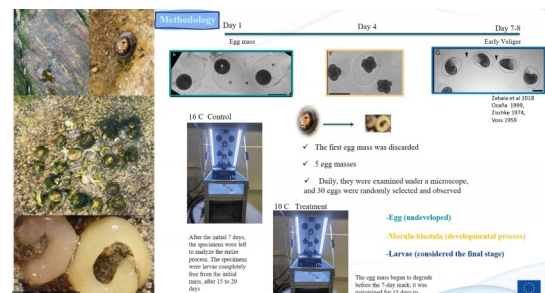 Methodology
Day 1
Day 4
Day 7-8
Egg mass
Early Veliger
G
Zabala et al 2018
Ocaña 1999,
Zischke 1974,
Voss 1959
16 C Control
✓ The first egg mass was discarded
✓ 5 egg masses
✓ Daily, they were examined under a microscope,
and 30 eggs were randomly selected and observed
10 C Treatment
-Egg (undeveloped)
-Morula-blastula (developmental process)
-Larvae (considered the final stage)
After the initial 7 days,
the specimens were left
to analyze the entire
process. The specimens
were larvae completely
free from the initial
mass, after 15 to 20
days
The egg mass began to degrade
before the 7-day mark; it was
maintained for 15 days to